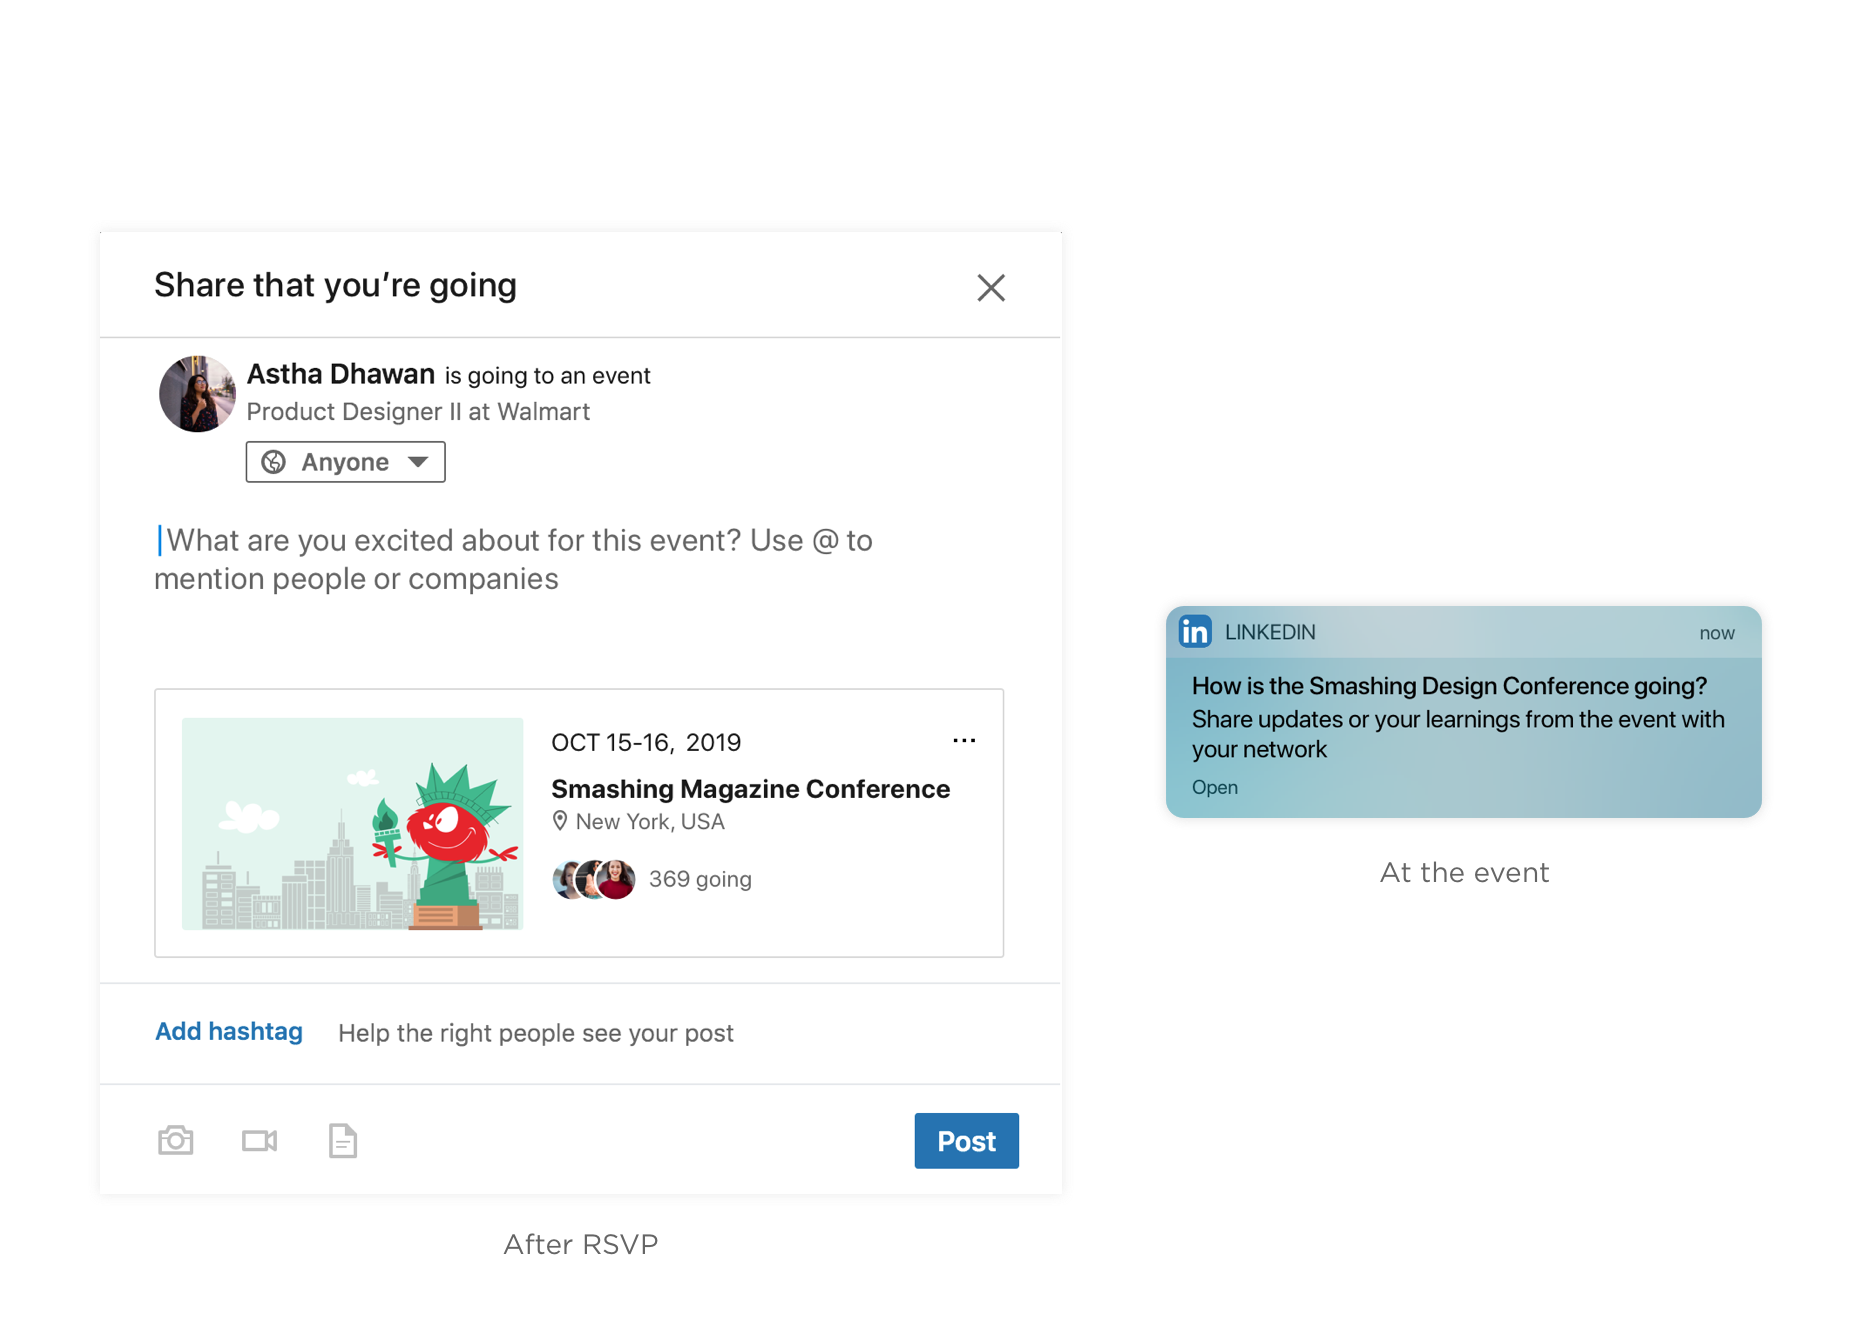 Share that you’re going
Astha Dhawan is going to an event
Product Designer II at Walmart
Anyone
What are you excited about for this event? Use @ to
mention people or companies
OCT 15-16, 2019
Smashing Magazine Conference
New York, USA
369 going
Add hashtag Help the right people see your post
Post
After RSVP
in LINKEDIN now
How is the Smashing Design Conference going?
Share updates or your learnings from the event with
your network
Open
At the event